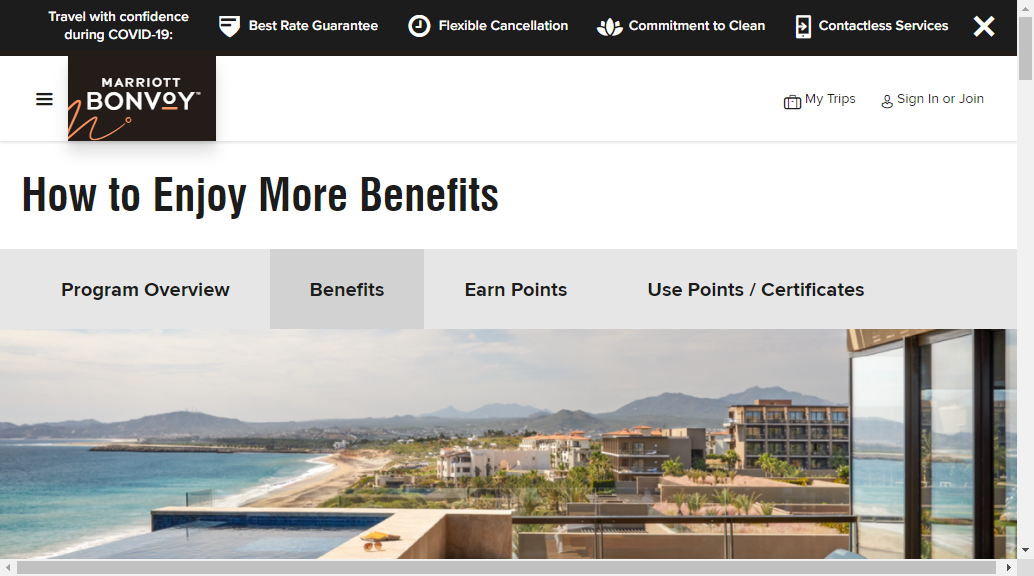 Travel with confidence
during COVID-19:
Best Rate Guarantee
Flexible Cancellation
Commitment to Clean
Contactless Services
MARRIOTT
BONVOY™
My Trips
Sign In or Join
How to Enjoy More Benefits
Program Overview
Benefits
Earn Points
Use Points / Certificates